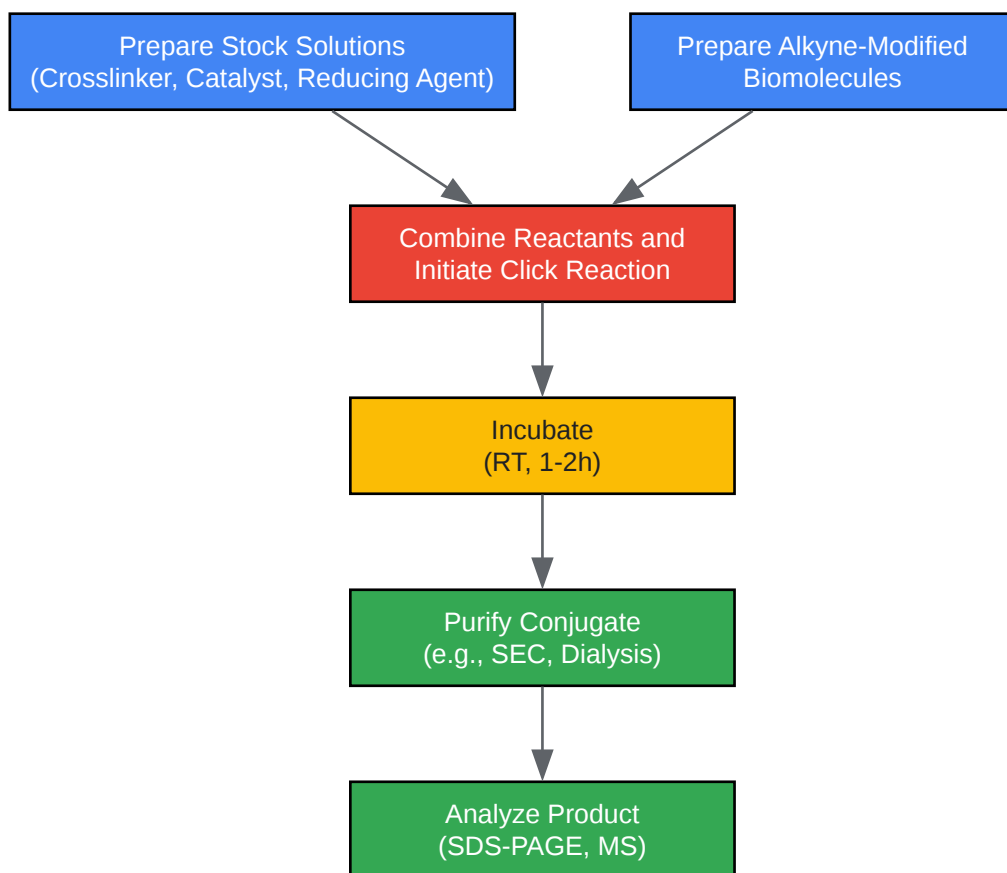 Prepare Stock Solutions
(Crosslinker, Catalyst, Reducing Agent)
Prepare Alkyne-Modified
Biomolecules
Combine Reactants and
Initiate Click Reaction
Incubate
(RT, 1-2h)
Purify Conjugate
(e.g., SEC, Dialysis)
Analyze Product
(SDS-PAGE, MS)